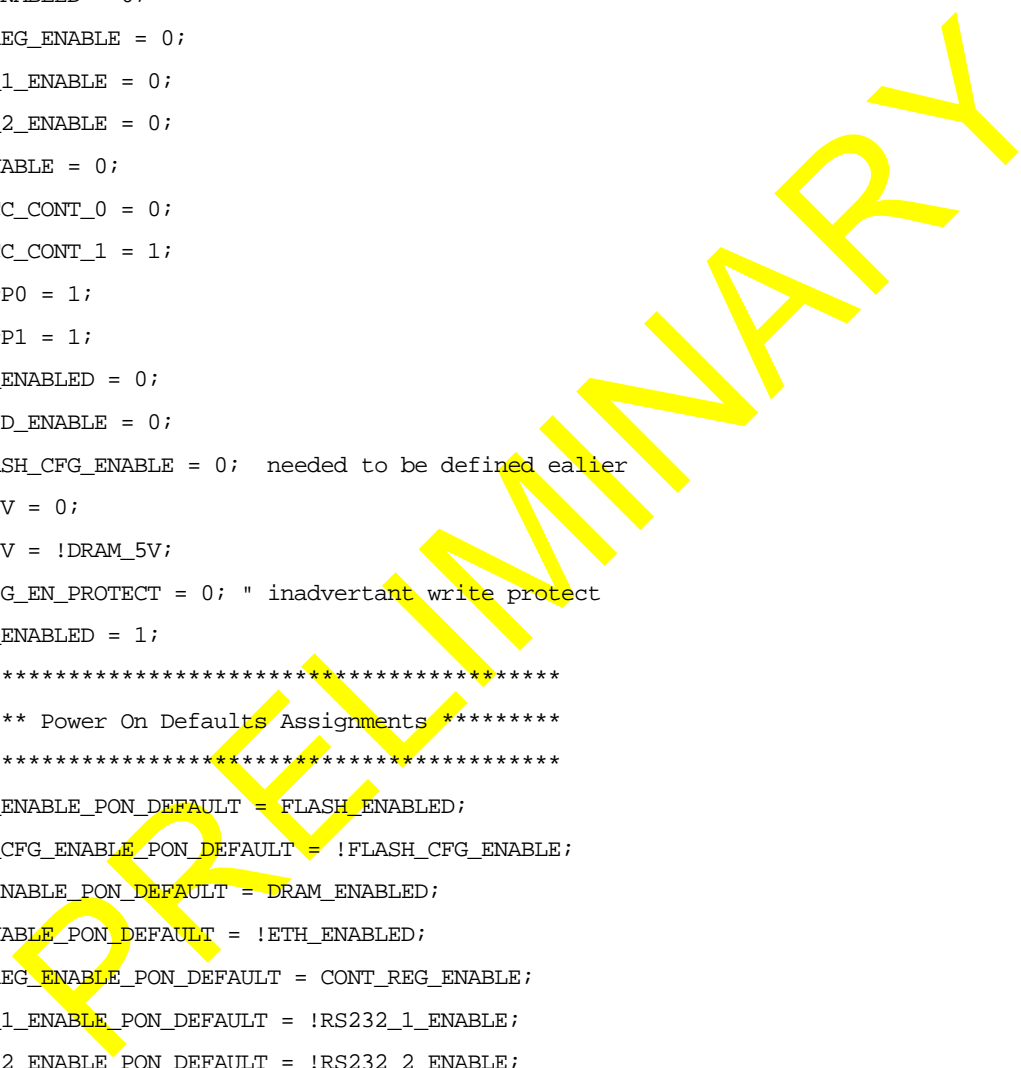 EG_ENABLE = 0;
1_ENABLE = 0;
2_ENABLE = 0;
ABLE = 0;
C_CONT_0 = 0;
C_CONT_1 = 1;
P0 = 1;
P1 = 1;
ENABLED = 0;
D_ENABLE = 0;
SH_CFG_ENABLE = 0; needed to be defined ealier
V = 0;
V = !DRAM_5V;
G_EN_PROTECT = 0; " inadvertant write protect
ENABLED = 1;
******************************************
** Power On Defaults Assignments *********
******************************************
ENABLE_PON_DEFAULT = FLASH_ENABLED;
CFG_ENABLE_PON_DEFAULT = !FLASH_CFG_ENABLE;
NABLE_PON_DEFAULT = DRAM_ENABLED;
ABLE_PON_DEFAULT = !ETH_ENABLED;
EG_ENABLE_PON_DEFAULT = CONT_REG_ENABLE;
1_ENABLE_PON_DEFAULT = !RS232_1_ENABLE;
2_ENABLE_PON_DEFAULT = !RS232_2_ENABLE;
PRELIMINARY